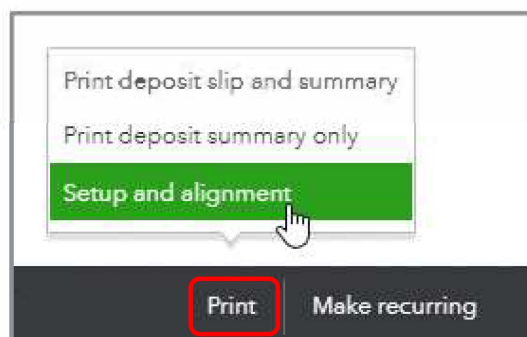 Print deposit slip and summary
Print deposit summary only
Setup and alignment
Print
Make recurring